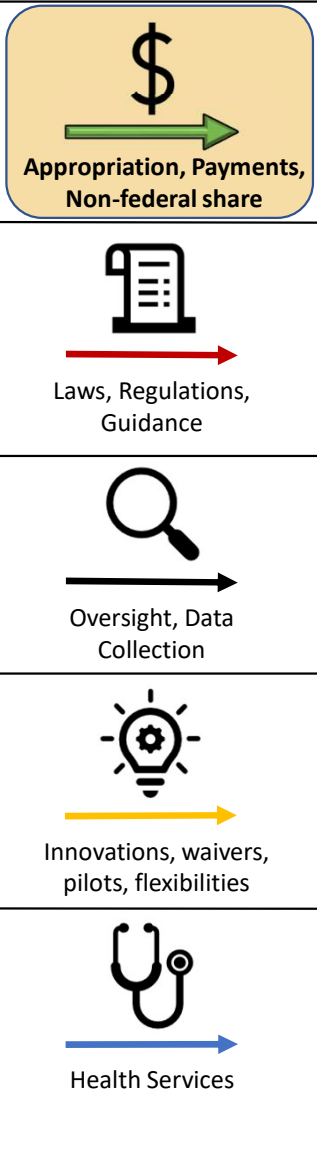 $
Appropriation, Payments,
Non-federal share
Laws, Regulations,
Guidance
Oversight, Data
Collection
Innovations, waivers,
pilots, flexibilities
Health Services